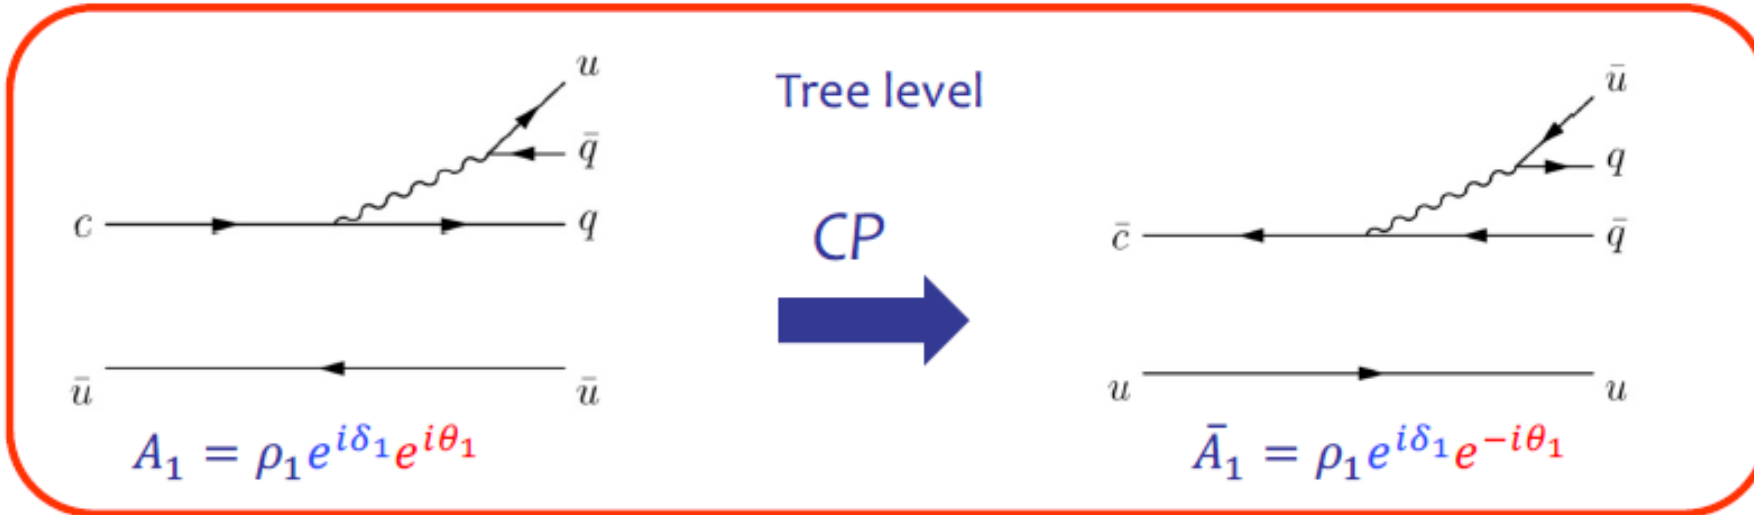 u
Tree level
ū
q̄
q
c
q
CP
c̄
q̄
ū
ū
u
u
A₁ = ρ₁e^{iδ₁}e^{iθ₁}
Ā₁ = ρ₁e^{iδ₁}e^{-iθ₁}